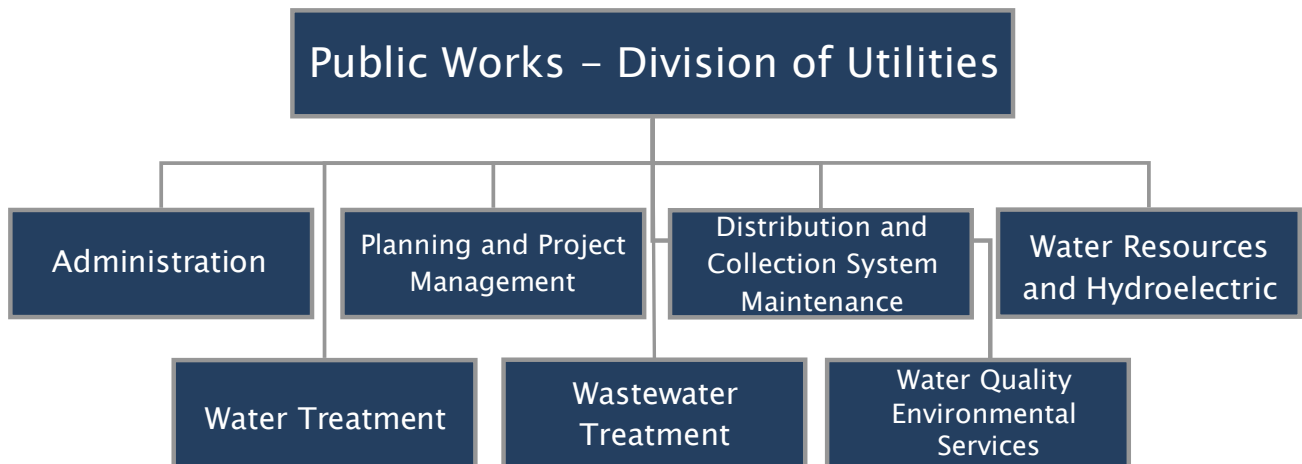 Public Works – Division of Utilities
Administration
Planning and Project
Management
Distribution and
Collection System
Maintenance
Water Resources
and Hydroelectric
Water Treatment
Wastewater
Treatment
Water Quality
Environmental
Services